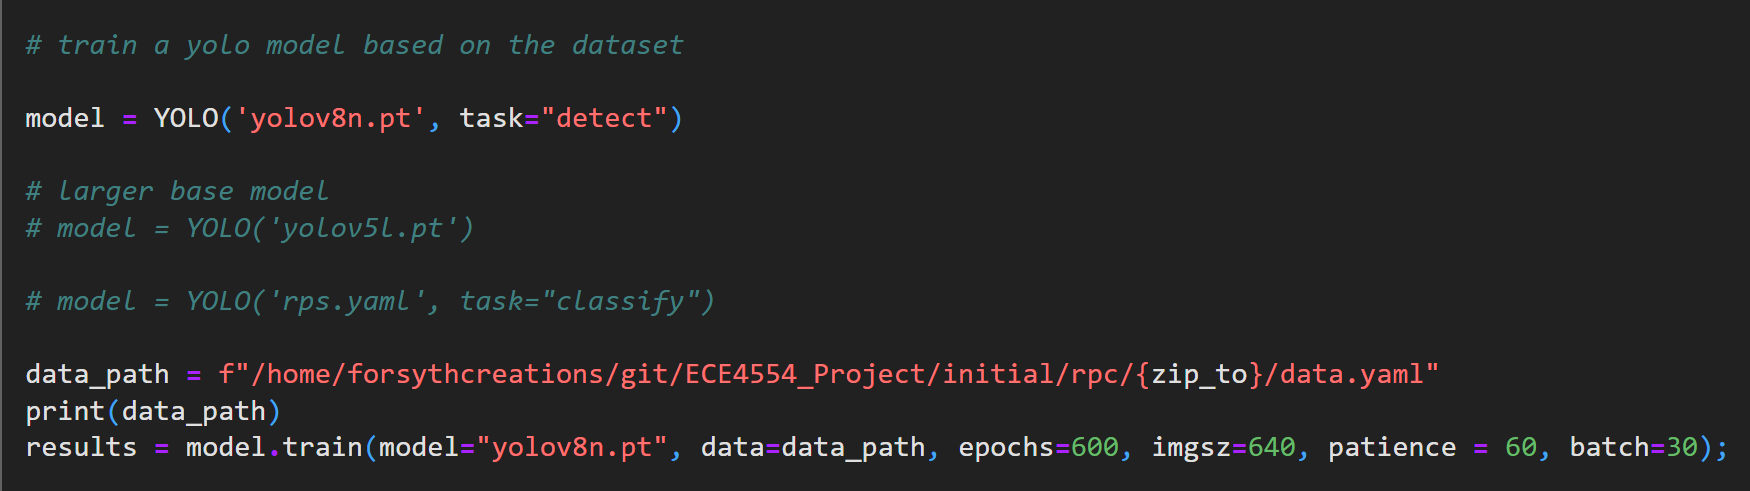 # train a yolo model based on the dataset
model = YOLO('yolov8n.pt', task="detect")
# larger base model
# model = YOLO('yolov5l.pt')
# model = YOLO('rps.yaml', task="classify")
data_path = f"/home/forsythcreations/git/ECE4554_Project/initial/rpc/{zip_to}/data.yaml"
print(data_path)
results = model.train(model="yolov8n.pt", data=data_path, epochs=600, imgsz=640, patience = 60, batch=30);